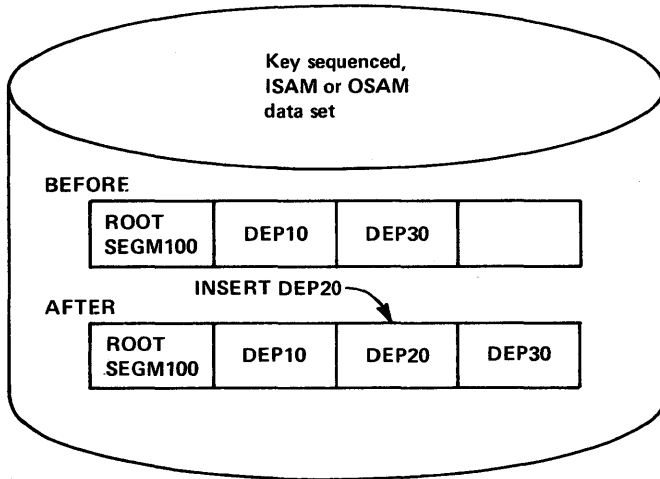 Key sequenced,
ISAM or OSAM
data set
BEFORE
ROOT
SEGM100
DEP10
DEP30
INSERT DEP20
AFTER
ROOT
SEGM100
DEP10
DEP20
DEP30